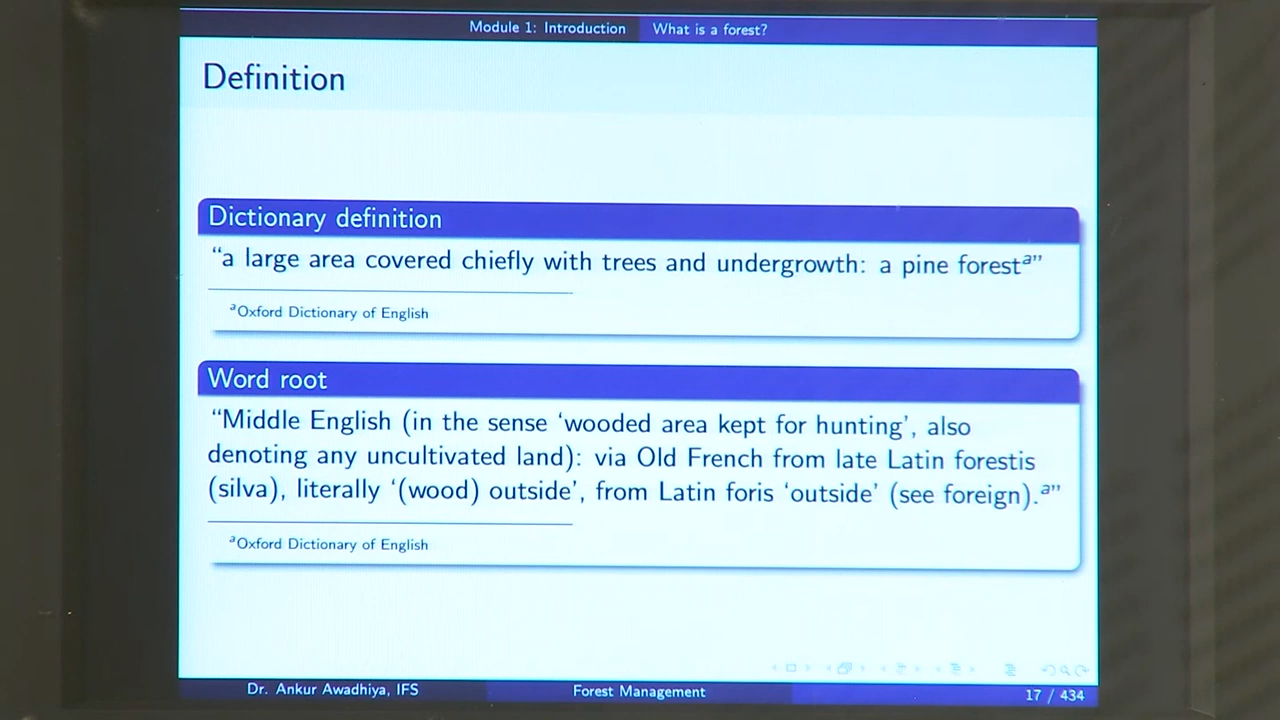 Module 1: Introduction What is a forest?
Definition
Dictionary definition
“a large area covered chiefly with trees and undergrowth: a pine forestᵃ”
ᵃOxford Dictionary of English
Word root
“Middle English (in the sense ‘wooded area kept for hunting’, also
denoting any uncultivated land): via Old French from late Latin forestis
(silva), literally ‘(wood) outside’, from Latin foris ‘outside’ (see foreign).ᵃ”
ᵃOxford Dictionary of English
Dr. Ankur Awadhiya, IFS Forest Management 17 / 434